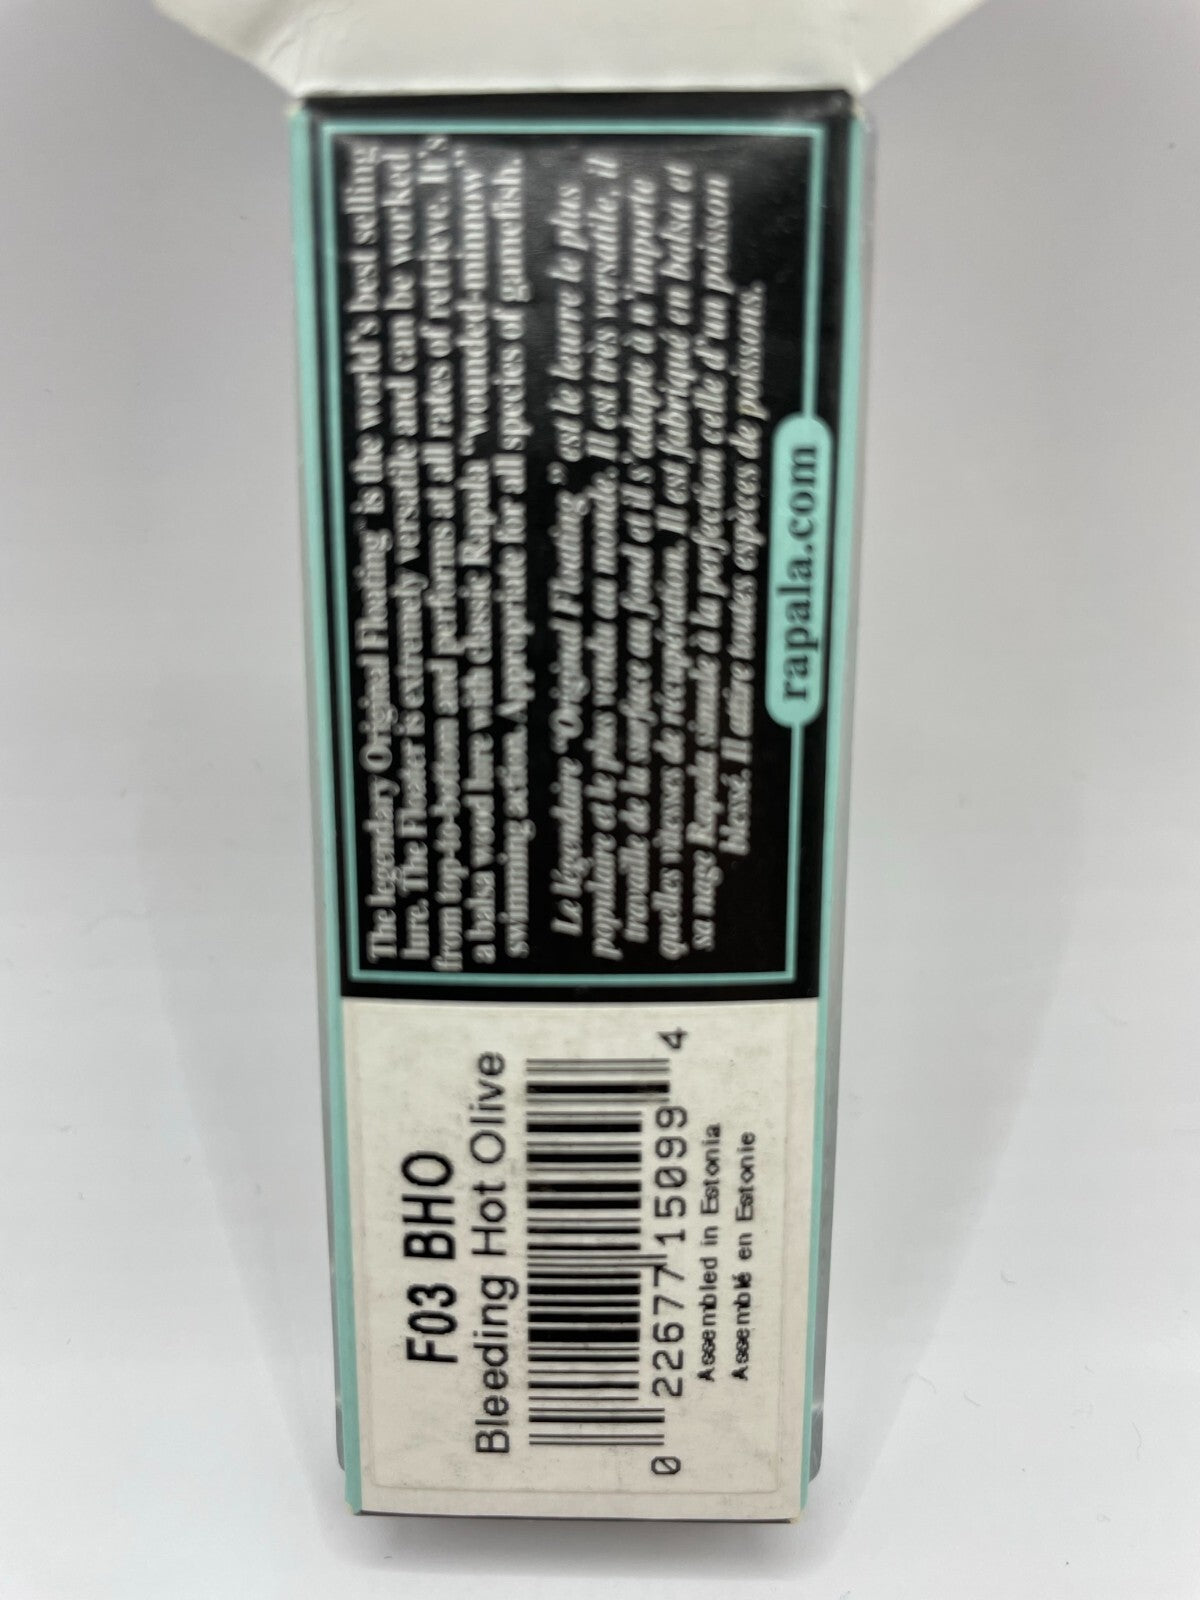 The legendary Original Floating™ is the world's best selling
lure. The Floater is extremely versatile and can be worked
from top-to-bottom and performs at all rates of retrieve. It's
a balsa wood lure with classic Rapala "wounded-minnow"
swimming action. Appropriate for all species of gamefish.
Le légendaire "Original Floating" est le leurre le plus
populaire et le plus vendu au monde. Il est très versatile, il
travaille de la surface au fond et il s'adapte à n'importe
quelles vitesses de récupération. Il est fabriqué en balsa et
sa nage Rapala simule à la perfection celle d'un poisson
blessé. Il attire toutes espèces de poissons.
rapala.com
F03 BHO
Bleeding Hot Olive
0 22677 15099 4
Assembled in Estonia
Assemblé en Estonie